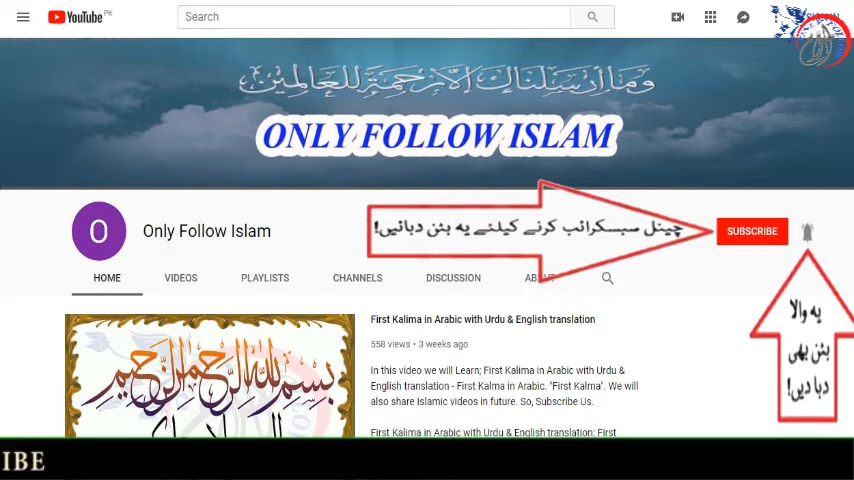 YouTube PK
Search
وما أرسلناك إلا رحمة للعالمين
ONLY FOLLOW ISLAM
O
Only Follow Islam
چینل سبسکرائب کرنے کیلئے یہ بٹن دبائیں!
SUBSCRIBE
HOME VIDEOS PLAYLISTS CHANNELS DISCUSSION
یہ والا
بٹن بھی
دبا دیں!
بسم الله الرحمن الرحيم
First Kalima in Arabic with Urdu & English translation
558 views • 3 weeks ago
In this video we will Learn; First Kalima in Arabic with Urdu &
English translation - First Kalma in Arabic. "First Kalma". We will
also share Islamic videos in future. So, Subscribe Us.
First Kalima in Arabic with Urdu & English translation: First
IBE